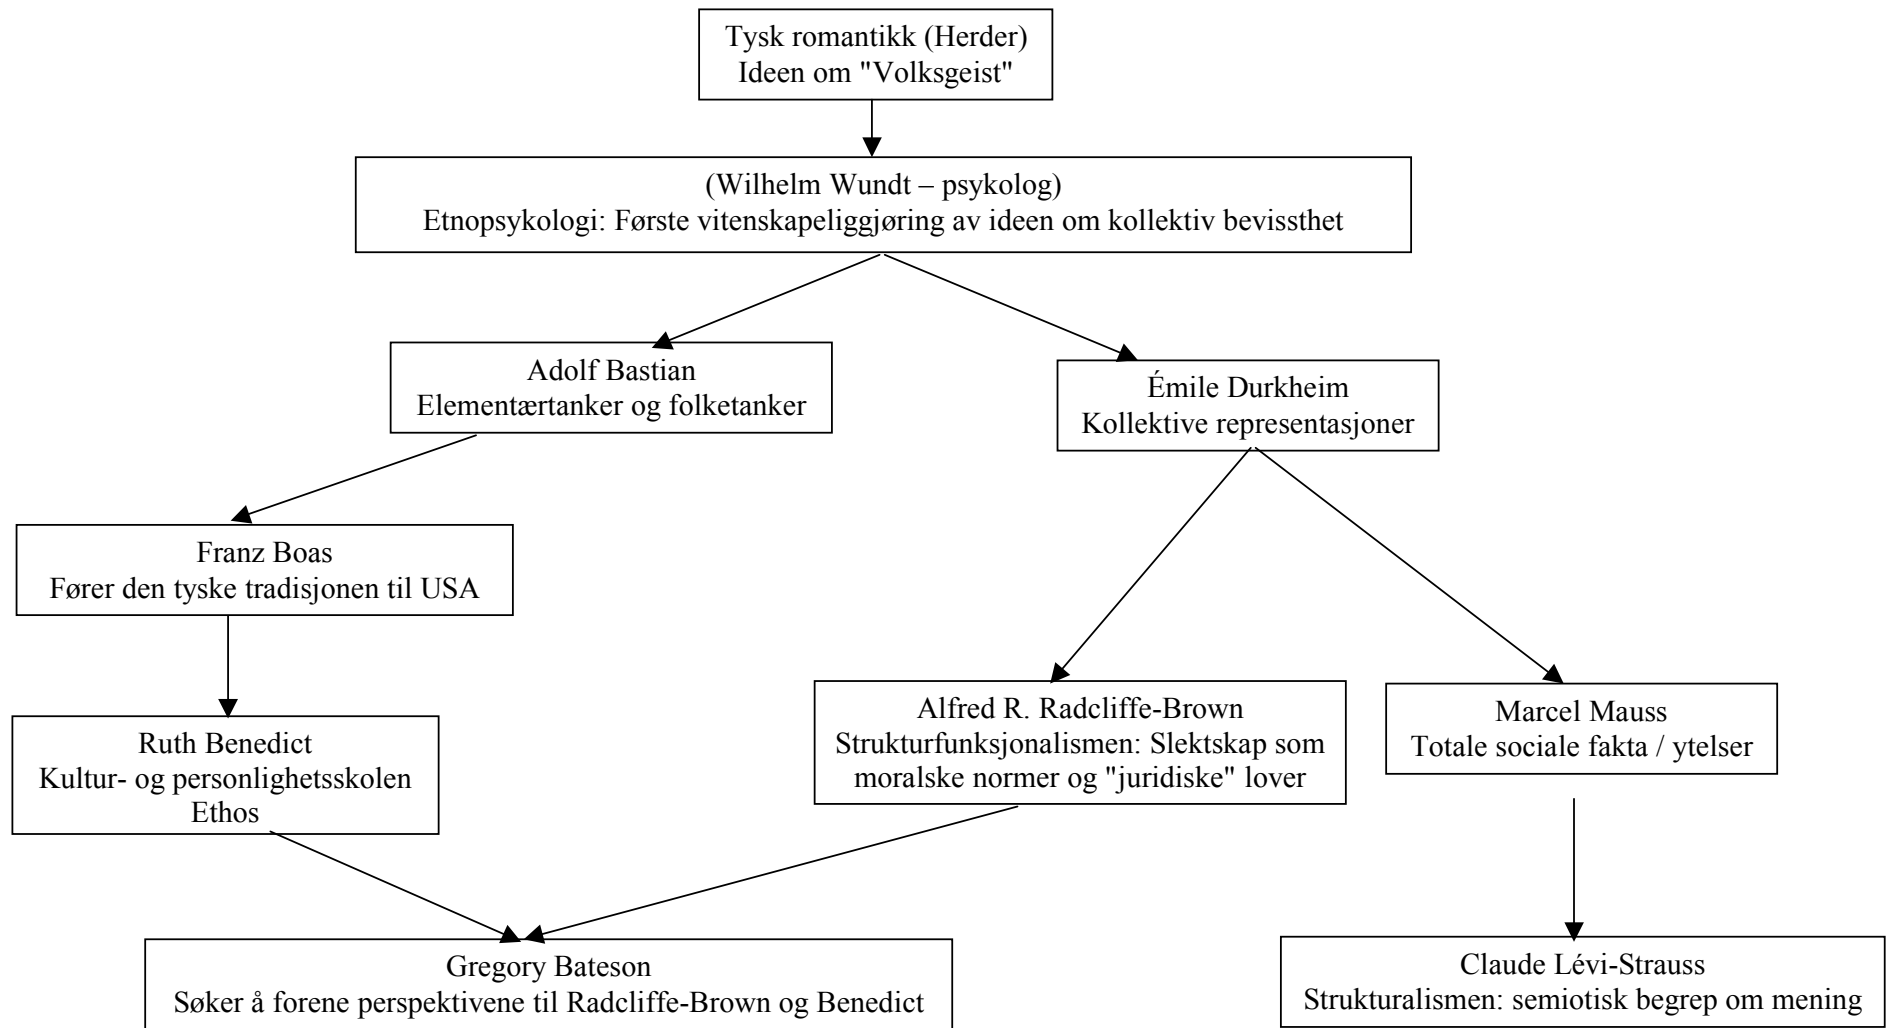 Tysk romantikk (Herder)
Ideen om "Volksgeist"
(Wilhelm Wundt – psykolog)
Etnopsykologi: Første vitenskapeliggjøring av ideen om kollektiv bevissthet
Adolf Bastian
Elementærtanker og folketanker
Émile Durkheim
Kollektive representasjoner
Franz Boas
Fører den tyske tradisjonen til USA
Ruth Benedict
Kultur- og personlighetsskolen
Ethos
Alfred R. Radcliffe-Brown
Strukturfunksjonalismen: Slektskap som
moralske normer og "juridiske" lover
Marcel Mauss
Totale sociale fakta / ytelser
Gregory Bateson
Søker å forene perspektivene til Radcliffe-Brown og Benedict
Claude Lévi-Strauss
Strukturalismen: semiotisk begrep om mening